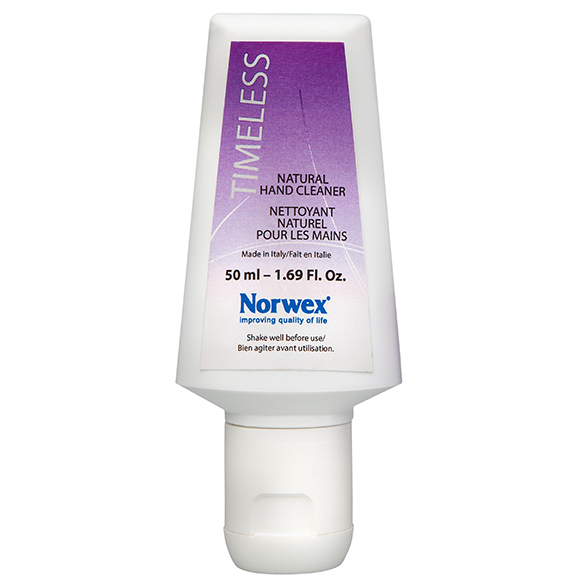 TIMELESS
NATURAL
HAND CLEANER
NETTOYANT
NATUREL
POUR LES MAINS
Made in Italy/Fait en Italie
50 ml – 1.69 Fl. Oz.
Norwex®
improving quality of life
Shake well before use/
Bien agiter avant utilisation.